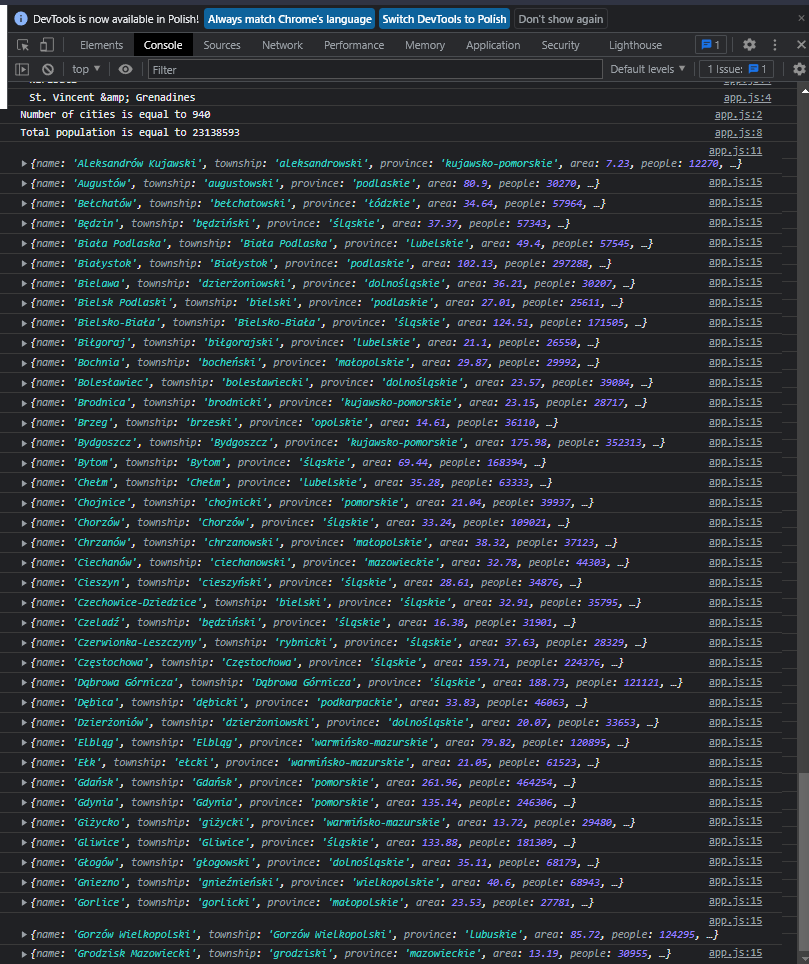 DevTools is now available in Polish! Always match Chrome's language Switch DevTools to Polish Don't show again
Elements Console Sources Network Performance Memory Application Security Lighthouse 1
top Filter Default levels 1 Issue: 1
St. Vincent &amp; Grenadines app.js:4
Number of cities is equal to 940 app.js:2
Total population is equal to 23138593 app.js:8
app.js:11
{name: 'Aleksandrów Kujawski', township: 'aleksandrowski', province: 'kujawsko-pomorskie', area: 7.23, people: 12270, …}
{name: 'Augustów', township: 'augustowski', province: 'podlaskie', area: 80.9, people: 30270, …} app.js:15
{name: 'Bełchatów', township: 'bełchatowski', province: 'łódzkie', area: 34.64, people: 57964, …} app.js:15
{name: 'Będzin', township: 'będziński', province: 'śląskie', area: 37.37, people: 57343, …} app.js:15
{name: 'Biała Podlaska', township: 'Biała Podlaska', province: 'lubelskie', area: 49.4, people: 57545, …} app.js:15
{name: 'Białystok', township: 'Białystok', province: 'podlaskie', area: 102.13, people: 297288, …} app.js:15
{name: 'Bielawa', township: 'dzierżoniowski', province: 'dolnośląskie', area: 36.21, people: 30207, …} app.js:15
{name: 'Bielsk Podlaski', township: 'bielski', province: 'podlaskie', area: 27.01, people: 25611, …} app.js:15
{name: 'Bielsko-Biała', township: 'Bielsko-Biała', province: 'śląskie', area: 124.51, people: 171505, …} app.js:15
{name: 'Biłgoraj', township: 'biłgorajski', province: 'lubelskie', area: 21.1, people: 26550, …} app.js:15
{name: 'Bochnia', township: 'bocheński', province: 'małopolskie', area: 29.87, people: 29992, …} app.js:15
{name: 'Bolesławiec', township: 'bolesławiecki', province: 'dolnośląskie', area: 23.57, people: 39084, …} app.js:15
{name: 'Brodnica', township: 'brodnicki', province: 'kujawsko-pomorskie', area: 23.15, people: 28717, …} app.js:15
{name: 'Brzeg', township: 'brzeski', province: 'opolskie', area: 14.61, people: 36110, …} app.js:15
{name: 'Bydgoszcz', township: 'Bydgoszcz', province: 'kujawsko-pomorskie', area: 175.98, people: 352313, …} app.js:15
{name: 'Bytom', township: 'Bytom', province: 'śląskie', area: 69.44, people: 168394, …} app.js:15
{name: 'Chełm', township: 'Chełm', province: 'lubelskie', area: 35.28, people: 63333, …} app.js:15
{name: 'Chojnice', township: 'chojnicki', province: 'pomorskie', area: 21.04, people: 39937, …} app.js:15
{name: 'Chorzów', township: 'Chorzów', province: 'śląskie', area: 33.24, people: 109021, …} app.js:15
{name: 'Chrzanów', township: 'chrzanowski', province: 'małopolskie', area: 38.32, people: 37123, …} app.js:15
{name: 'Ciechanów', township: 'ciechanowski', province: 'mazowieckie', area: 32.78, people: 44303, …} app.js:15
{name: 'Cieszyn', township: 'cieszyński', province: 'śląskie', area: 28.61, people: 34876, …} app.js:15
{name: 'Czechowice-Dziedzice', township: 'bielski', province: 'śląskie', area: 32.91, people: 35795, …} app.js:15
{name: 'Czeladź', township: 'będziński', province: 'śląskie', area: 16.38, people: 31901, …} app.js:15
{name: 'Czerwionka-Leszczyny', township: 'rybnicki', province: 'śląskie', area: 37.63, people: 28329, …} app.js:15
{name: 'Częstochowa', township: 'Częstochowa', province: 'śląskie', area: 159.71, people: 224376, …} app.js:15
{name: 'Dąbrowa Górnicza', township: 'Dąbrowa Górnicza', province: 'śląskie', area: 188.73, people: 121121, …} app.js:15
{name: 'Dębica', township: 'dębicki', province: 'podkarpackie', area: 33.83, people: 46063, …} app.js:15
{name: 'Dzierżoniów', township: 'dzierżoniowski', province: 'dolnośląskie', area: 20.07, people: 33653, …} app.js:15
{name: 'Elbląg', township: 'Elbląg', province: 'warmińsko-mazurskie', area: 79.82, people: 120895, …} app.js:15
{name: 'Ełk', township: 'ełcki', province: 'warmińsko-mazurskie', area: 21.05, people: 61523, …} app.js:15
{name: 'Gdańsk', township: 'Gdańsk', province: 'pomorskie', area: 261.96, people: 464254, …} app.js:15
{name: 'Gdynia', township: 'Gdynia', province: 'pomorskie', area: 135.14, people: 246306, …} app.js:15
{name: 'Giżycko', township: 'giżycki', province: 'warmińsko-mazurskie', area: 13.72, people: 29480, …} app.js:15
{name: 'Gliwice', township: 'Gliwice', province: 'śląskie', area: 133.88, people: 181309, …} app.js:15
{name: 'Głogów', township: 'głogowski', province: 'dolnośląskie', area: 35.11, people: 68179, …} app.js:15
{name: 'Gniezno', township: 'gnieźnieński', province: 'wielkopolskie', area: 40.6, people: 68943, …} app.js:15
{name: 'Gorlice', township: 'gorlicki', province: 'małopolskie', area: 23.53, people: 27781, …} app.js:15
app.js:15
{name: 'Gorzów Wielkopolski', township: 'Gorzów Wielkopolski', province: 'lubuskie', area: 85.72, people: 124295, …}
{name: 'Grodzisk Mazowiecki', township: 'grodziski', province: 'mazowieckie', area: 13.19, people: 30955, …} app.js:15